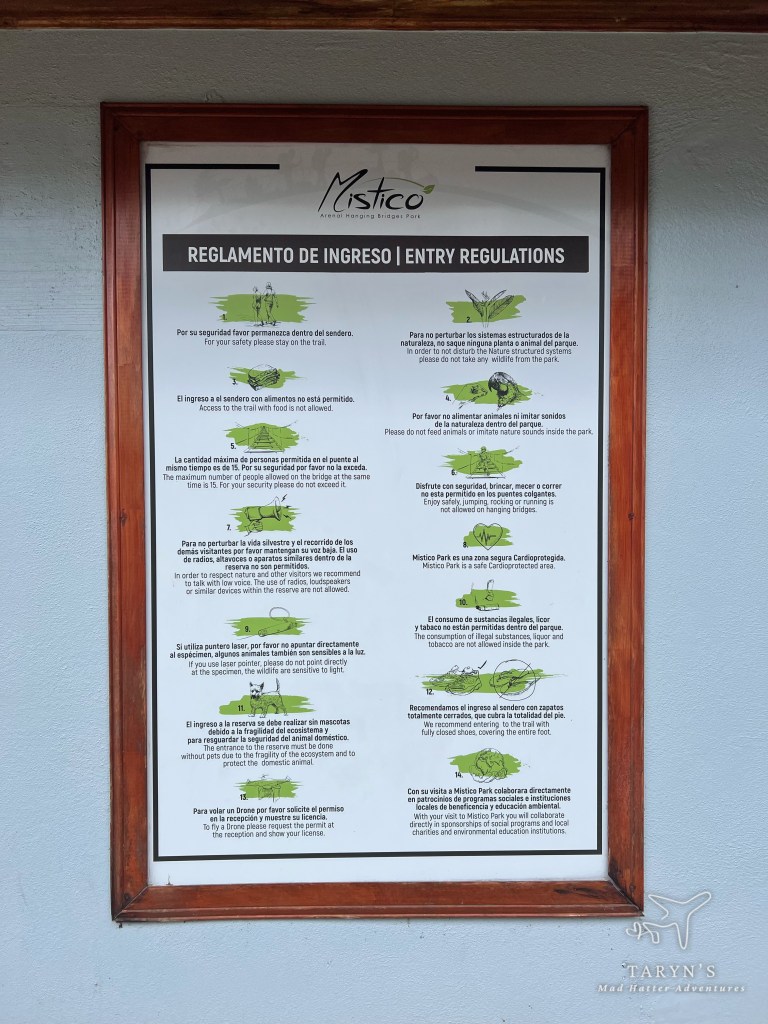 Mistico
Arenal Hanging Bridges Park
REGLAMENTO DE INGRESO | ENTRY REGULATIONS
1.
Por su seguridad favor permanezca dentro del sendero.
For your safety please stay on the trail.
2.
Para no perturbar los sistemas estructurados de la
naturaleza, no saque ninguna planta o animal del parque.
In order to not disturb the Nature structured systems
please do not take any wildlife from the park.
3.
El ingreso a el sendero con alimentos no está permitido.
Access to the trail with food is not allowed.
4.
Por favor no alimentar animales ni imitar sonidos
de la naturaleza dentro del parque.
Please do not feed animals or imitate nature sounds inside the park.
5.
La cantidad máxima de personas permitida en el puente al
mismo tiempo es de 15. Por su seguridad por favor no la exceda.
The maximum number of people allowed on the bridge at the same
time is 15. For your security please do not exceed it.
6.
Disfrute con seguridad, brincar, mecer o correr
no esta permitido en los puentes colgantes.
Enjoy safely, jumping, rocking or running is
not allowed on hanging bridges.
7.
Para no perturbar la vida silvestre y el recorrido de los
demás visitantes por favor mantengan su voz baja. El uso
de radios, altavoces o aparatos similares dentro de la
reserva no son permitidos.
In order to respect nature and other visitors we recommend
to talk with low voice. The use of radios, loudspeakers
or similar devices within the reserve are not allowed.
8.
Mistico Park es una zona segura Cardioprotegida.
Mistico Park is a safe Cardioprotected area.
9.
Si utiliza puntero laser, por favor no apuntar directamente
al espécimen, algunos animales también son sensibles a la luz.
If you use laser pointer, please do not point directly
at the specimen, the wildlife are sensitive to light.
10.
El consumo de sustancias ilegales, licor
y tabaco no están permitidas dentro del parque.
The consumption of illegal substances, liquor and
tobacco are not allowed inside the park.
11.
El ingreso a la reserva se debe realizar sin mascotas
debido a la fragilidad del ecosistema y
para resguardar la seguridad del animal doméstico.
The entrance to the reserve must be done
without pets due to the fragility of the ecosystem and to
protect the domestic animal.
12.
Recomendamos el ingreso al sendero con zapatos
totalmente cerrados, que cubra la totalidad del pie.
We recommend entering to the trail with
fully closed shoes, covering the entire foot.
13.
Para volar un Drone por favor solicite el permiso
en la recepción y muestre su licencia.
To fly a Drone please request the permit at
the reception and show your license.
14.
Con su visita a Mistico Park colaborara directamente
en patrocinios de programas sociales e instituciones
locales de beneficencia y educación ambiental.
With your visit to Mistico Park you will collaborate
directly in sponsorships of social programs and local
charities and environmental education institutions.
TARYN'S
Mad Hatter Adventures